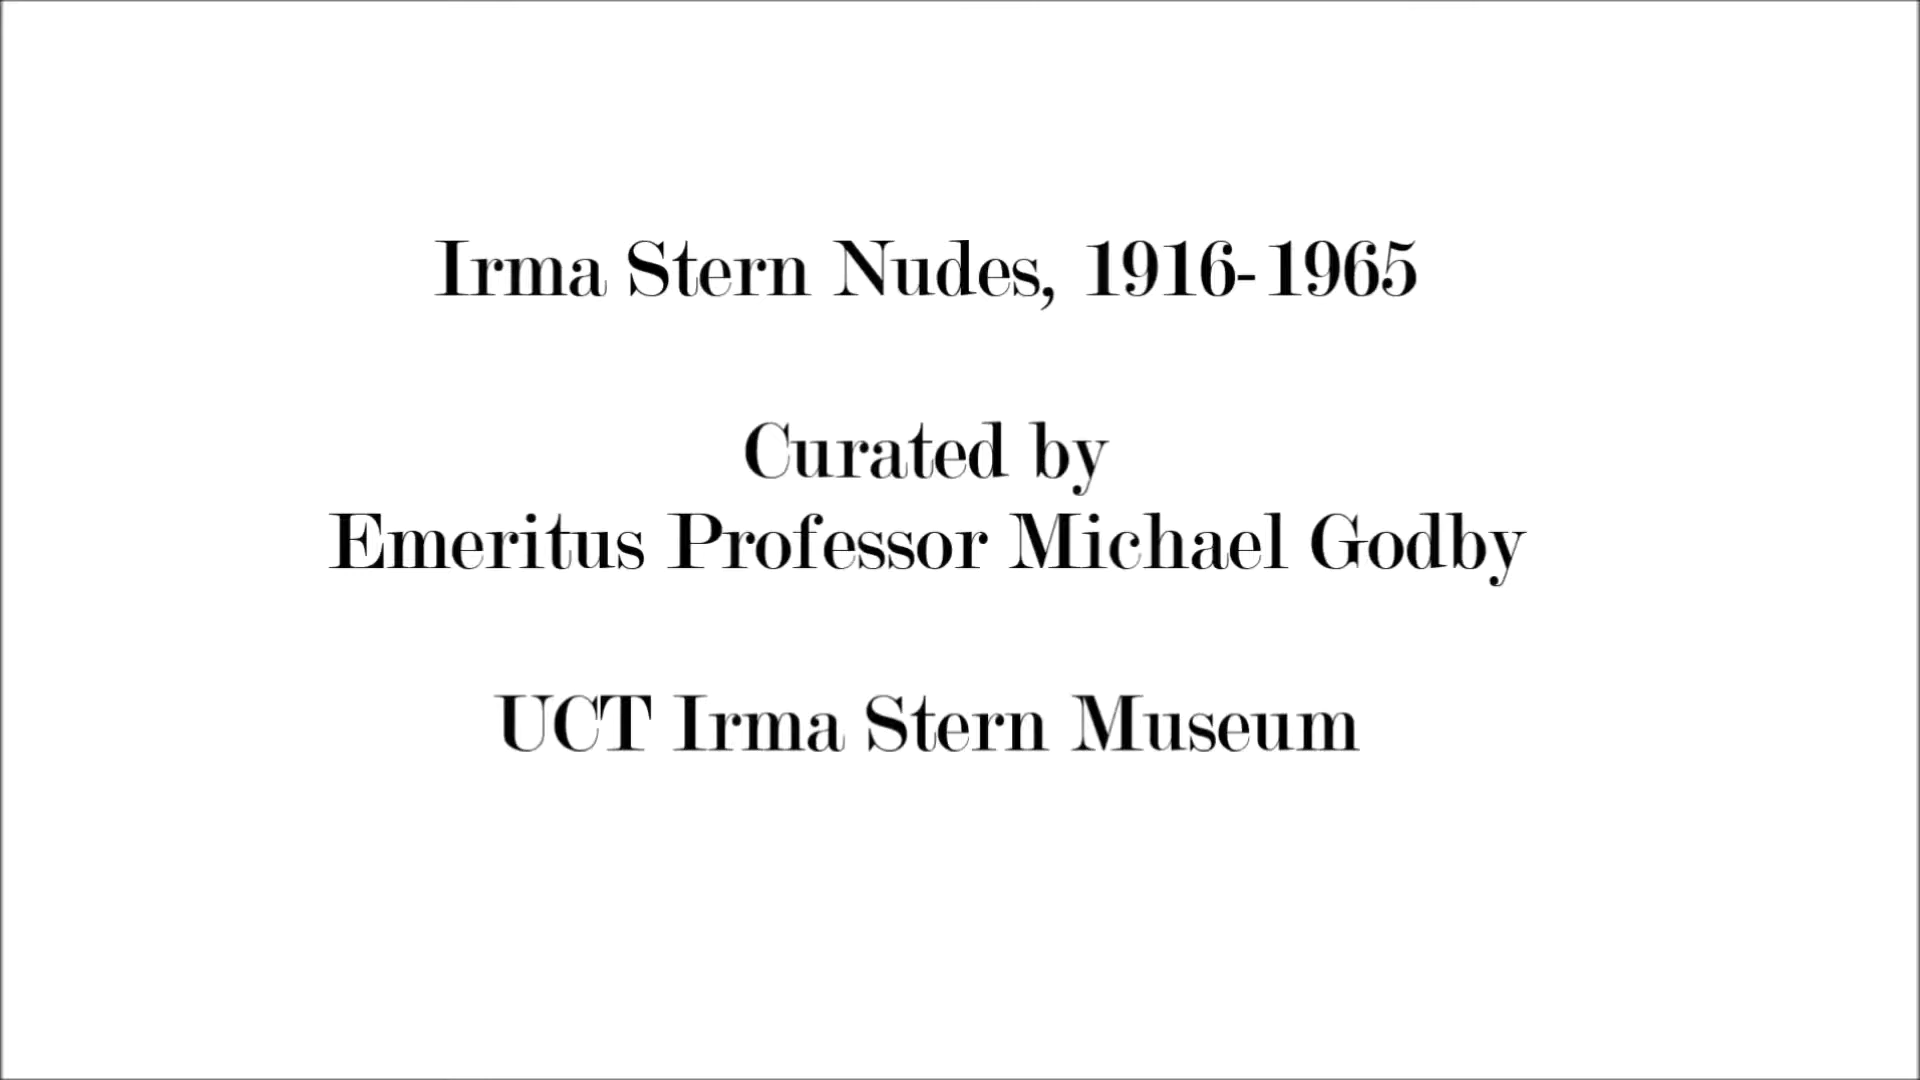 Irma Stern Nudes, 1916-1965
Curated by
Emeritus Professor Michael Godby
UCT Irma Stern Museum